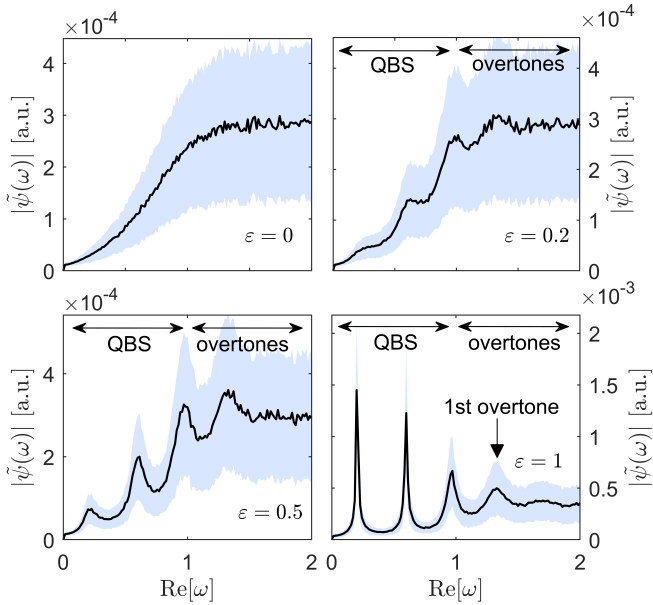 ×10⁻⁴
4
3
2
1
0
|ψ̃(ω)| [a.u.]
ε = 0
×10⁻⁴
QBS
overtones
4
3
2
1
0
|ψ̃(ω)| [a.u.]
ε = 0.2
×10⁻⁴
QBS
overtones
4
2
0
|ψ̃(ω)| [a.u.]
ε = 0.5
0
1
2
Re[ω]
×10⁻³
QBS
overtones
1st overtone
2
1.5
1
0.5
0
|ψ̃(ω)| [a.u.]
ε = 1
0
1
2
Re[ω]